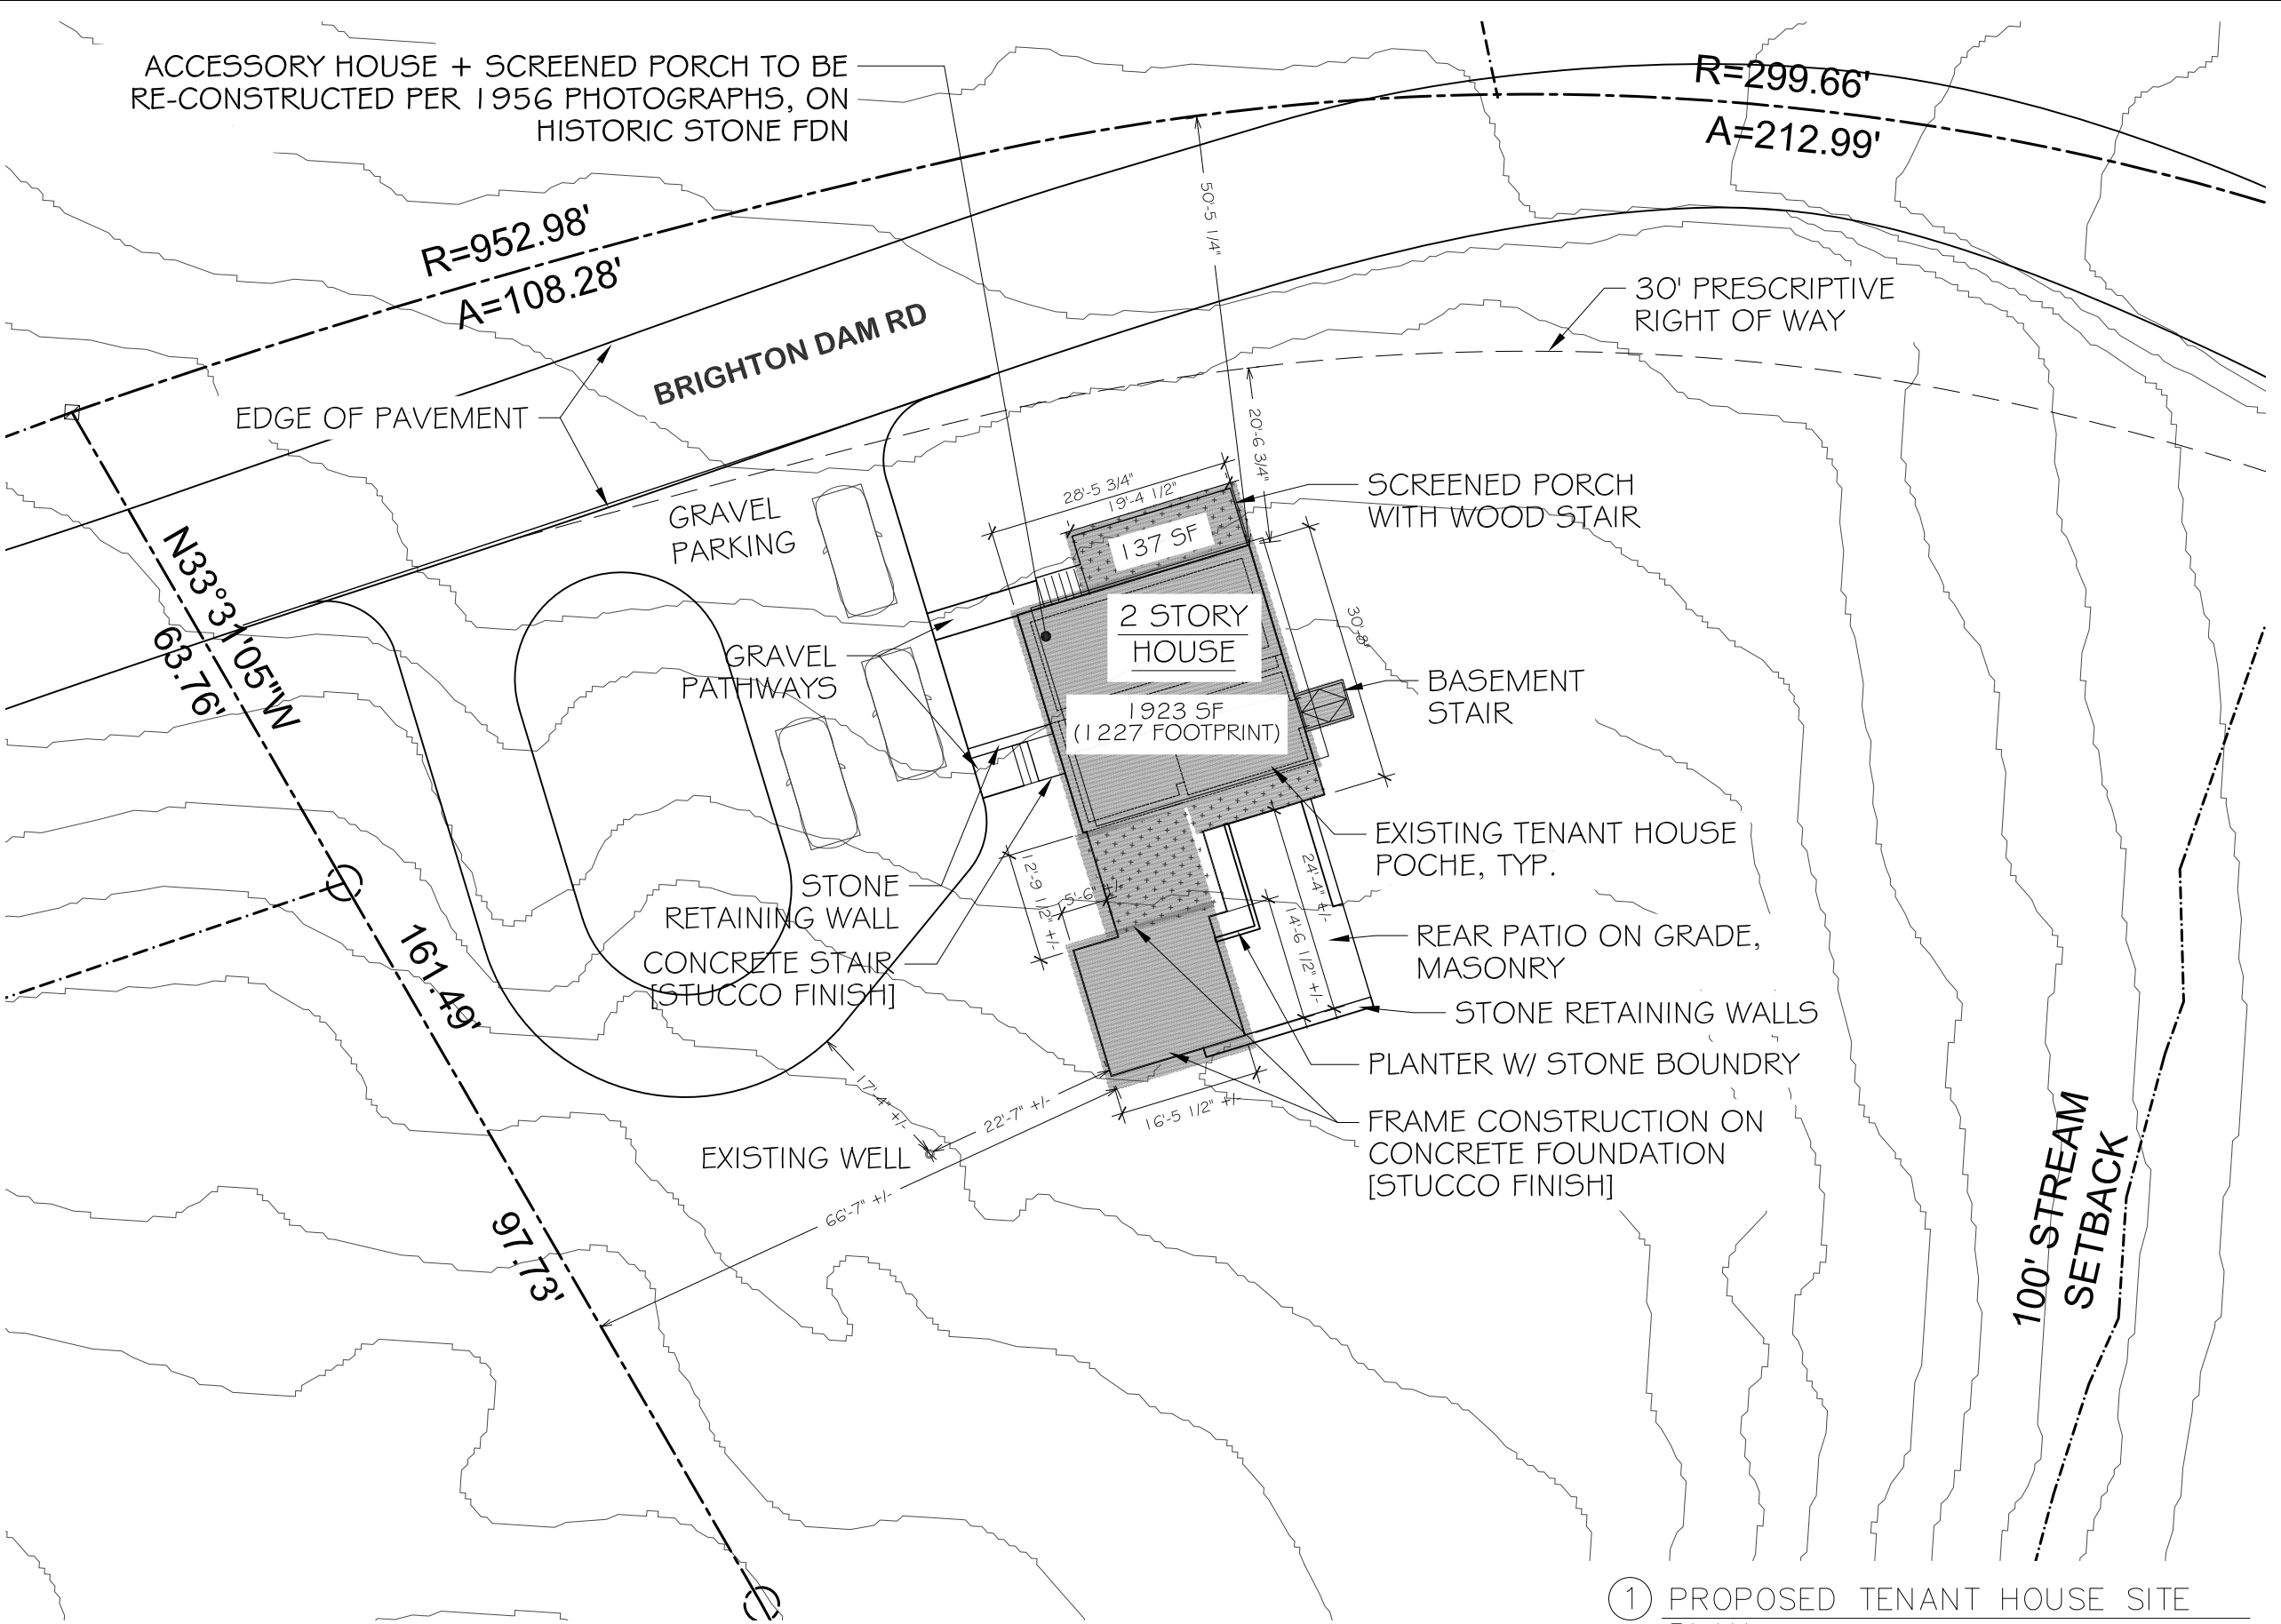 ACCESSORY HOUSE + SCREENED PORCH TO BE
RE-CONSTRUCTED PER 1956 PHOTOGRAPHS, ON
HISTORIC STONE FDN
R=299.66'
A=212.99'
R=952.98'
A=108.28'
BRIGHTON DAM RD
50'-5 1/4"
30' PRESCRIPTIVE
RIGHT OF WAY
EDGE OF PAVEMENT
20'-6 3/4"
28'-5 3/4"
19'-4 1/2"
SCREENED PORCH
WITH WOOD STAIR
GRAVEL
PARKING
137 SF
N33°31'05"W
63.76'
2 STORY
HOUSE
30'-8"
GRAVEL
PATHWAYS
BASEMENT
STAIR
1923 SF
(1227 FOOTPRINT)
EXISTING TENANT HOUSE
POCHE, TYP.
STONE
RETAINING WALL
12'-9 1/2" +/-
5'-6" +/-
24'-4" +/-
14'-6 1/2" +/-
161.49'
CONCRETE STAIR
[STUCCO FINISH]
REAR PATIO ON GRADE,
MASONRY
STONE RETAINING WALLS
PLANTER W/ STONE BOUNDRY
17'-4" +/-
22'-7" +/-
16-5 1/2" +/-
FRAME CONSTRUCTION ON
CONCRETE FOUNDATION
[STUCCO FINISH]
EXISTING WELL
66'-7" +/-
97.73'
100' STREAM
SETBACK
1 PROPOSED TENANT HOUSE SITE